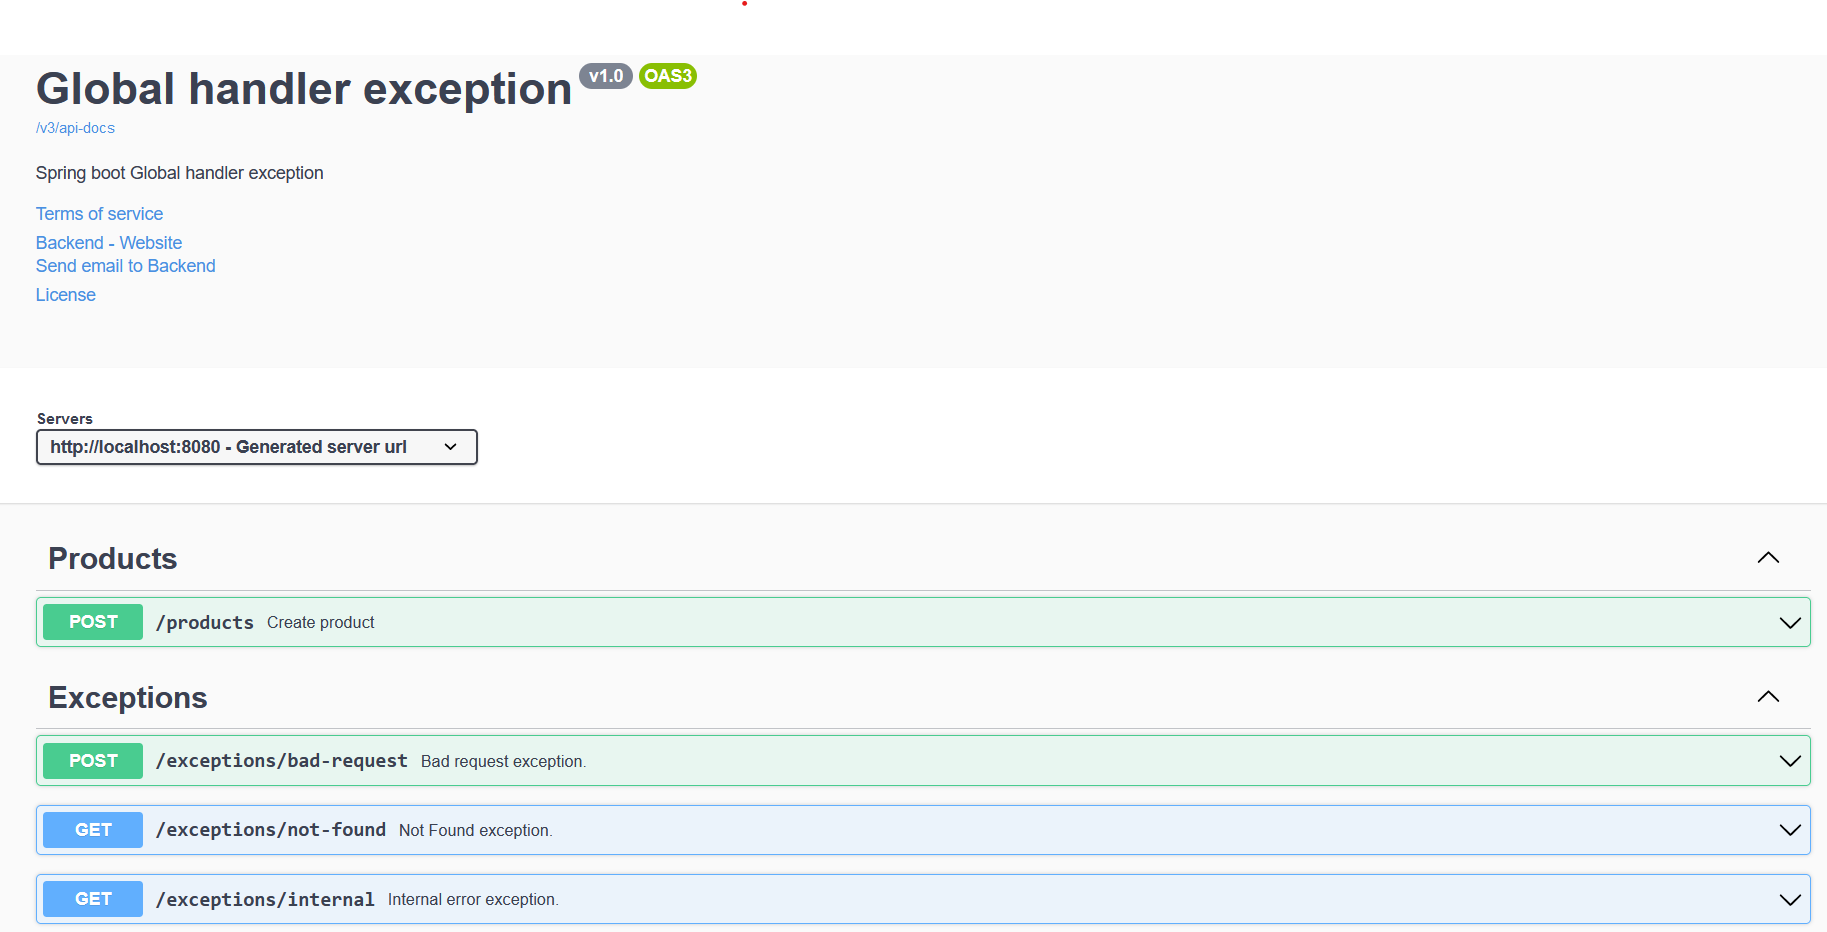 Global handler exception v1.0 OAS3
/v3/api-docs
Spring boot Global handler exception
Terms of service
Backend - Website
Send email to Backend
License
Servers
http://localhost:8080 - Generated server url
Products
POST /products Create product
Exceptions
POST /exceptions/bad-request Bad request exception.
GET /exceptions/not-found Not Found exception.
GET /exceptions/internal Internal error exception.